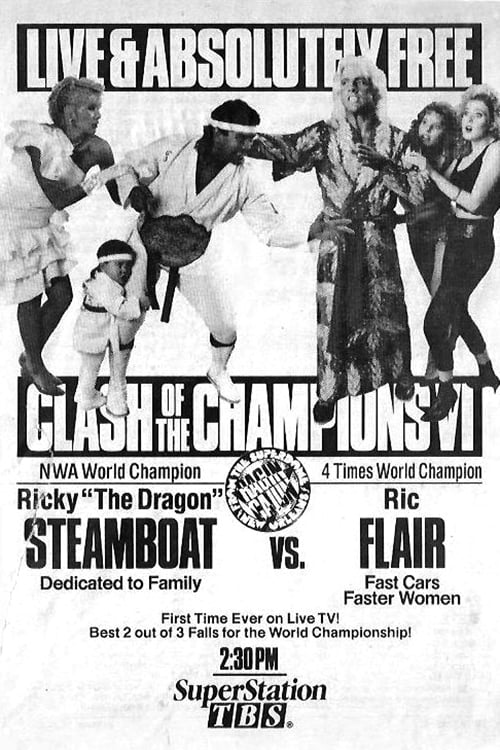 LIVE & ABSOLUTELY FREE
CLASH OF THE CHAMPIONS VI
NWA World Champion
Ricky "The Dragon"
STEAMBOAT
Dedicated to Family
RAGIN' CAJUN
VS.
4 Times World Champion
Ric
FLAIR
Fast Cars
Faster Women
First Time Ever on Live TV!
Best 2 out of 3 Falls for the World Championship!
2:30PM
SuperStation
TBS®